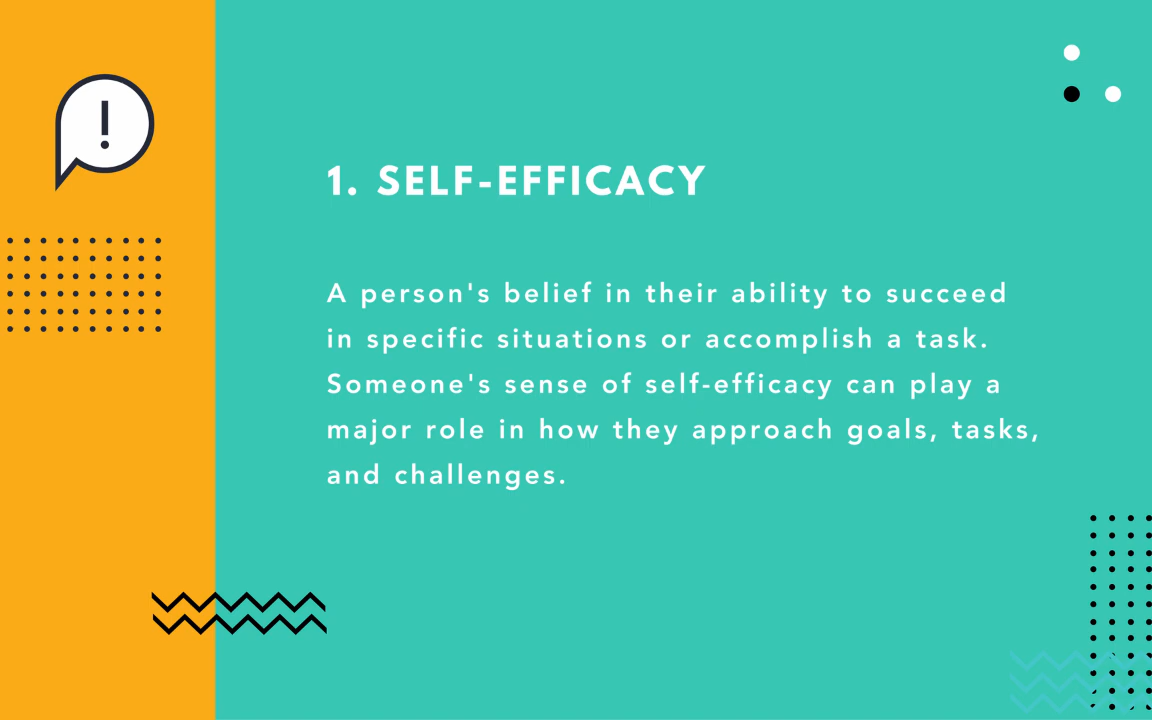 !
1. SELF-EFFICACY
A person's belief in their ability to succeed
in specific situations or accomplish a task.
Someone's sense of self-efficacy can play a
major role in how they approach goals, tasks,
and challenges.